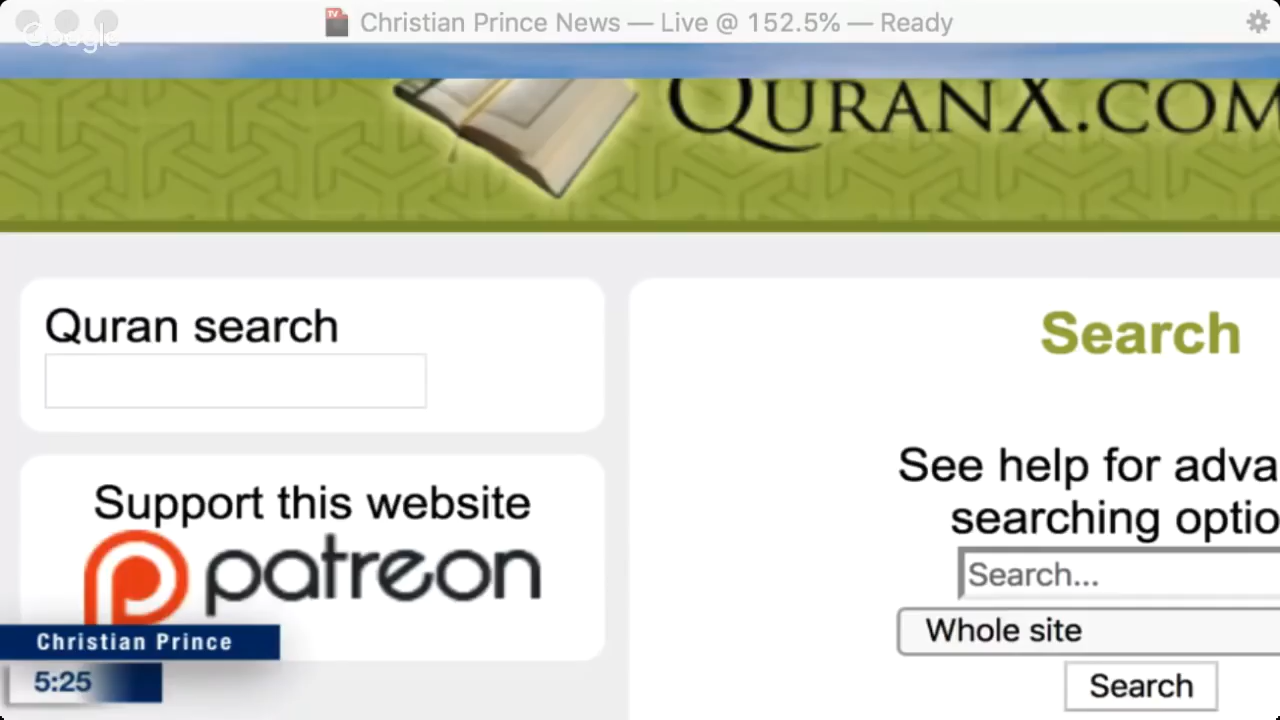 Google
Christian Prince News — Live @ 152.5% — Ready
QURANX.COM
Quran search
Search
See help for adva
searching optio
Support this website
patreon
Search...
Whole site
Search
Christian Prince
5:25